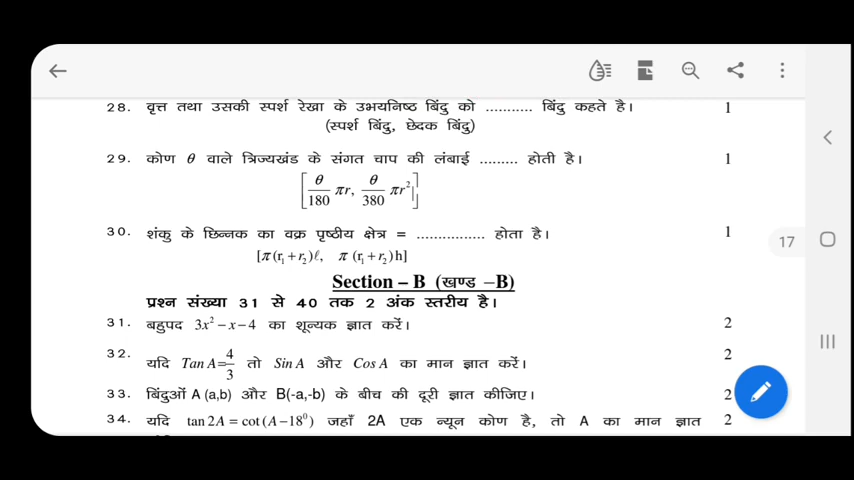 28. वृत्त तथा उसकी स्पर्श रेखा के उभयनिष्ठ बिंदु को ........... बिंदु कहते है। 1
(स्पर्श बिंदु, छेदक बिंदु)
29. कोण θ वाले त्रिज्यखंड के संगत चाप की लंबाई ......... होती है। 1
[θ/180 πr, θ/380 πr²]
17
30. शंकु के छिन्नक का वक्र पृष्ठीय क्षेत्र = ................ होता है। 1
[π(r₁+r₂)ℓ, π (r₁+r₂)h]
Section – B (खण्ड –B)
प्रश्न संख्या 31 से 40 तक 2 अंक स्तरीय है।
31. बहुपद 3x² – x – 4 का शून्यक ज्ञात करें। 2
32. यदि Tan A=4/3 तो Sin A और Cos A का मान ज्ञात करें। 2
33. बिंदुओं A (a,b) और B(-a,-b) के बीच की दूरी ज्ञात कीजिए। 2
34. यदि tan 2A = cot (A –18⁰) जहाँ 2A एक न्यून कोण है, तो A का मान ज्ञात 2